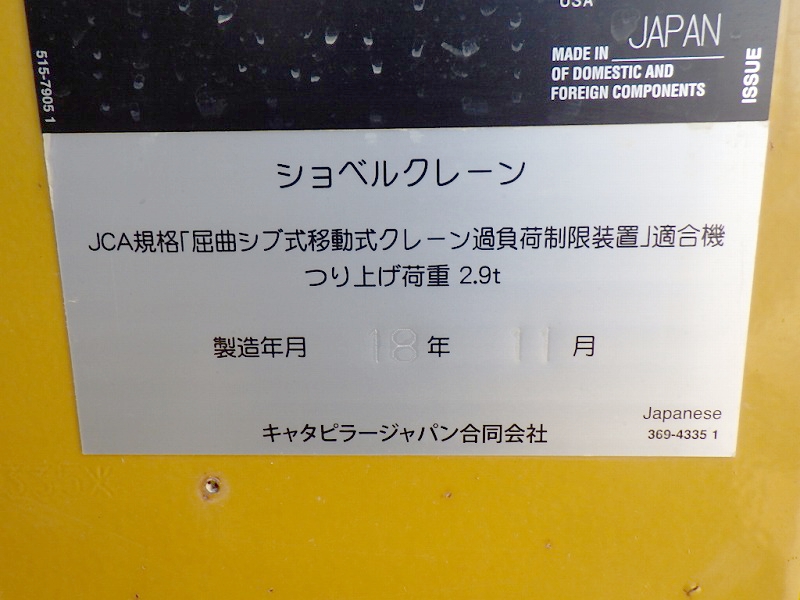 USA
JAPAN
MADE IN
OF DOMESTIC AND
FOREIGN COMPONENTS
ISSUE
515-7905 1
ショベルクレーン
JCA規格「屈曲シブ式移動式クレーン過負荷制限装置」適合機
つり上げ荷重 2.9t
製造年月 18 年 11 月
キャタピラージャパン合同会社
Japanese
369-4335 1